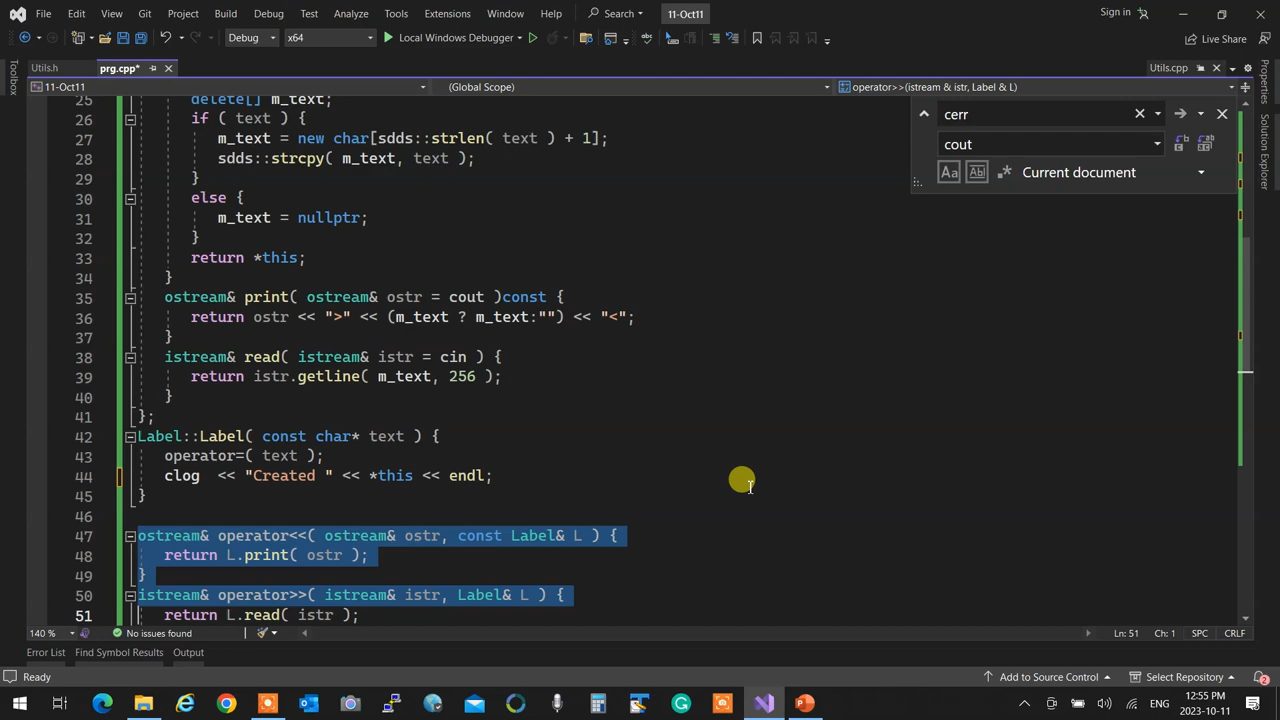 File Edit View Git Project Build Debug Test Analyze Tools Extensions Window Help Search 11-Oct11 Sign in
Debug x64 Local Windows Debugger Live Share
Utils.h prg.cpp* Utils.cpp
11-Oct11 (Global Scope) operator>>(istream & istr, Label & L)
Toolbox
Properties
Solution Explorer
cerr
cout
Aa Ab .* Current document
25 delete[] m_text;
26 if ( text ) {
27 m_text = new char[sdds::strlen( text ) + 1];
28 sdds::strcpy( m_text, text );
29 }
30 else {
31 m_text = nullptr;
32 }
33 return *this;
34 }
35 ostream& print( ostream& ostr = cout )const {
36 return ostr << ">" << (m_text ? m_text:"") << "<";
37 }
38 istream& read( istream& istr = cin ) {
39 return istr.getline( m_text, 256 );
40 }
41 };
42 Label::Label( const char* text ) {
43 operator=( text );
44 clog << "Created " << *this << endl;
45 }
46
47 ostream& operator<<( ostream& ostr, const Label& L ) {
48 return L.print( ostr );
49 }
50 istream& operator>>( istream& istr, Label& L ) {
51 return L.read( istr );
140 % No issues found Ln: 51 Ch: 1 SPC CRLF
Error List Find Symbol Results Output
Ready Add to Source Control Select Repository 2
ENG 12:55 PM 2023-10-11 3